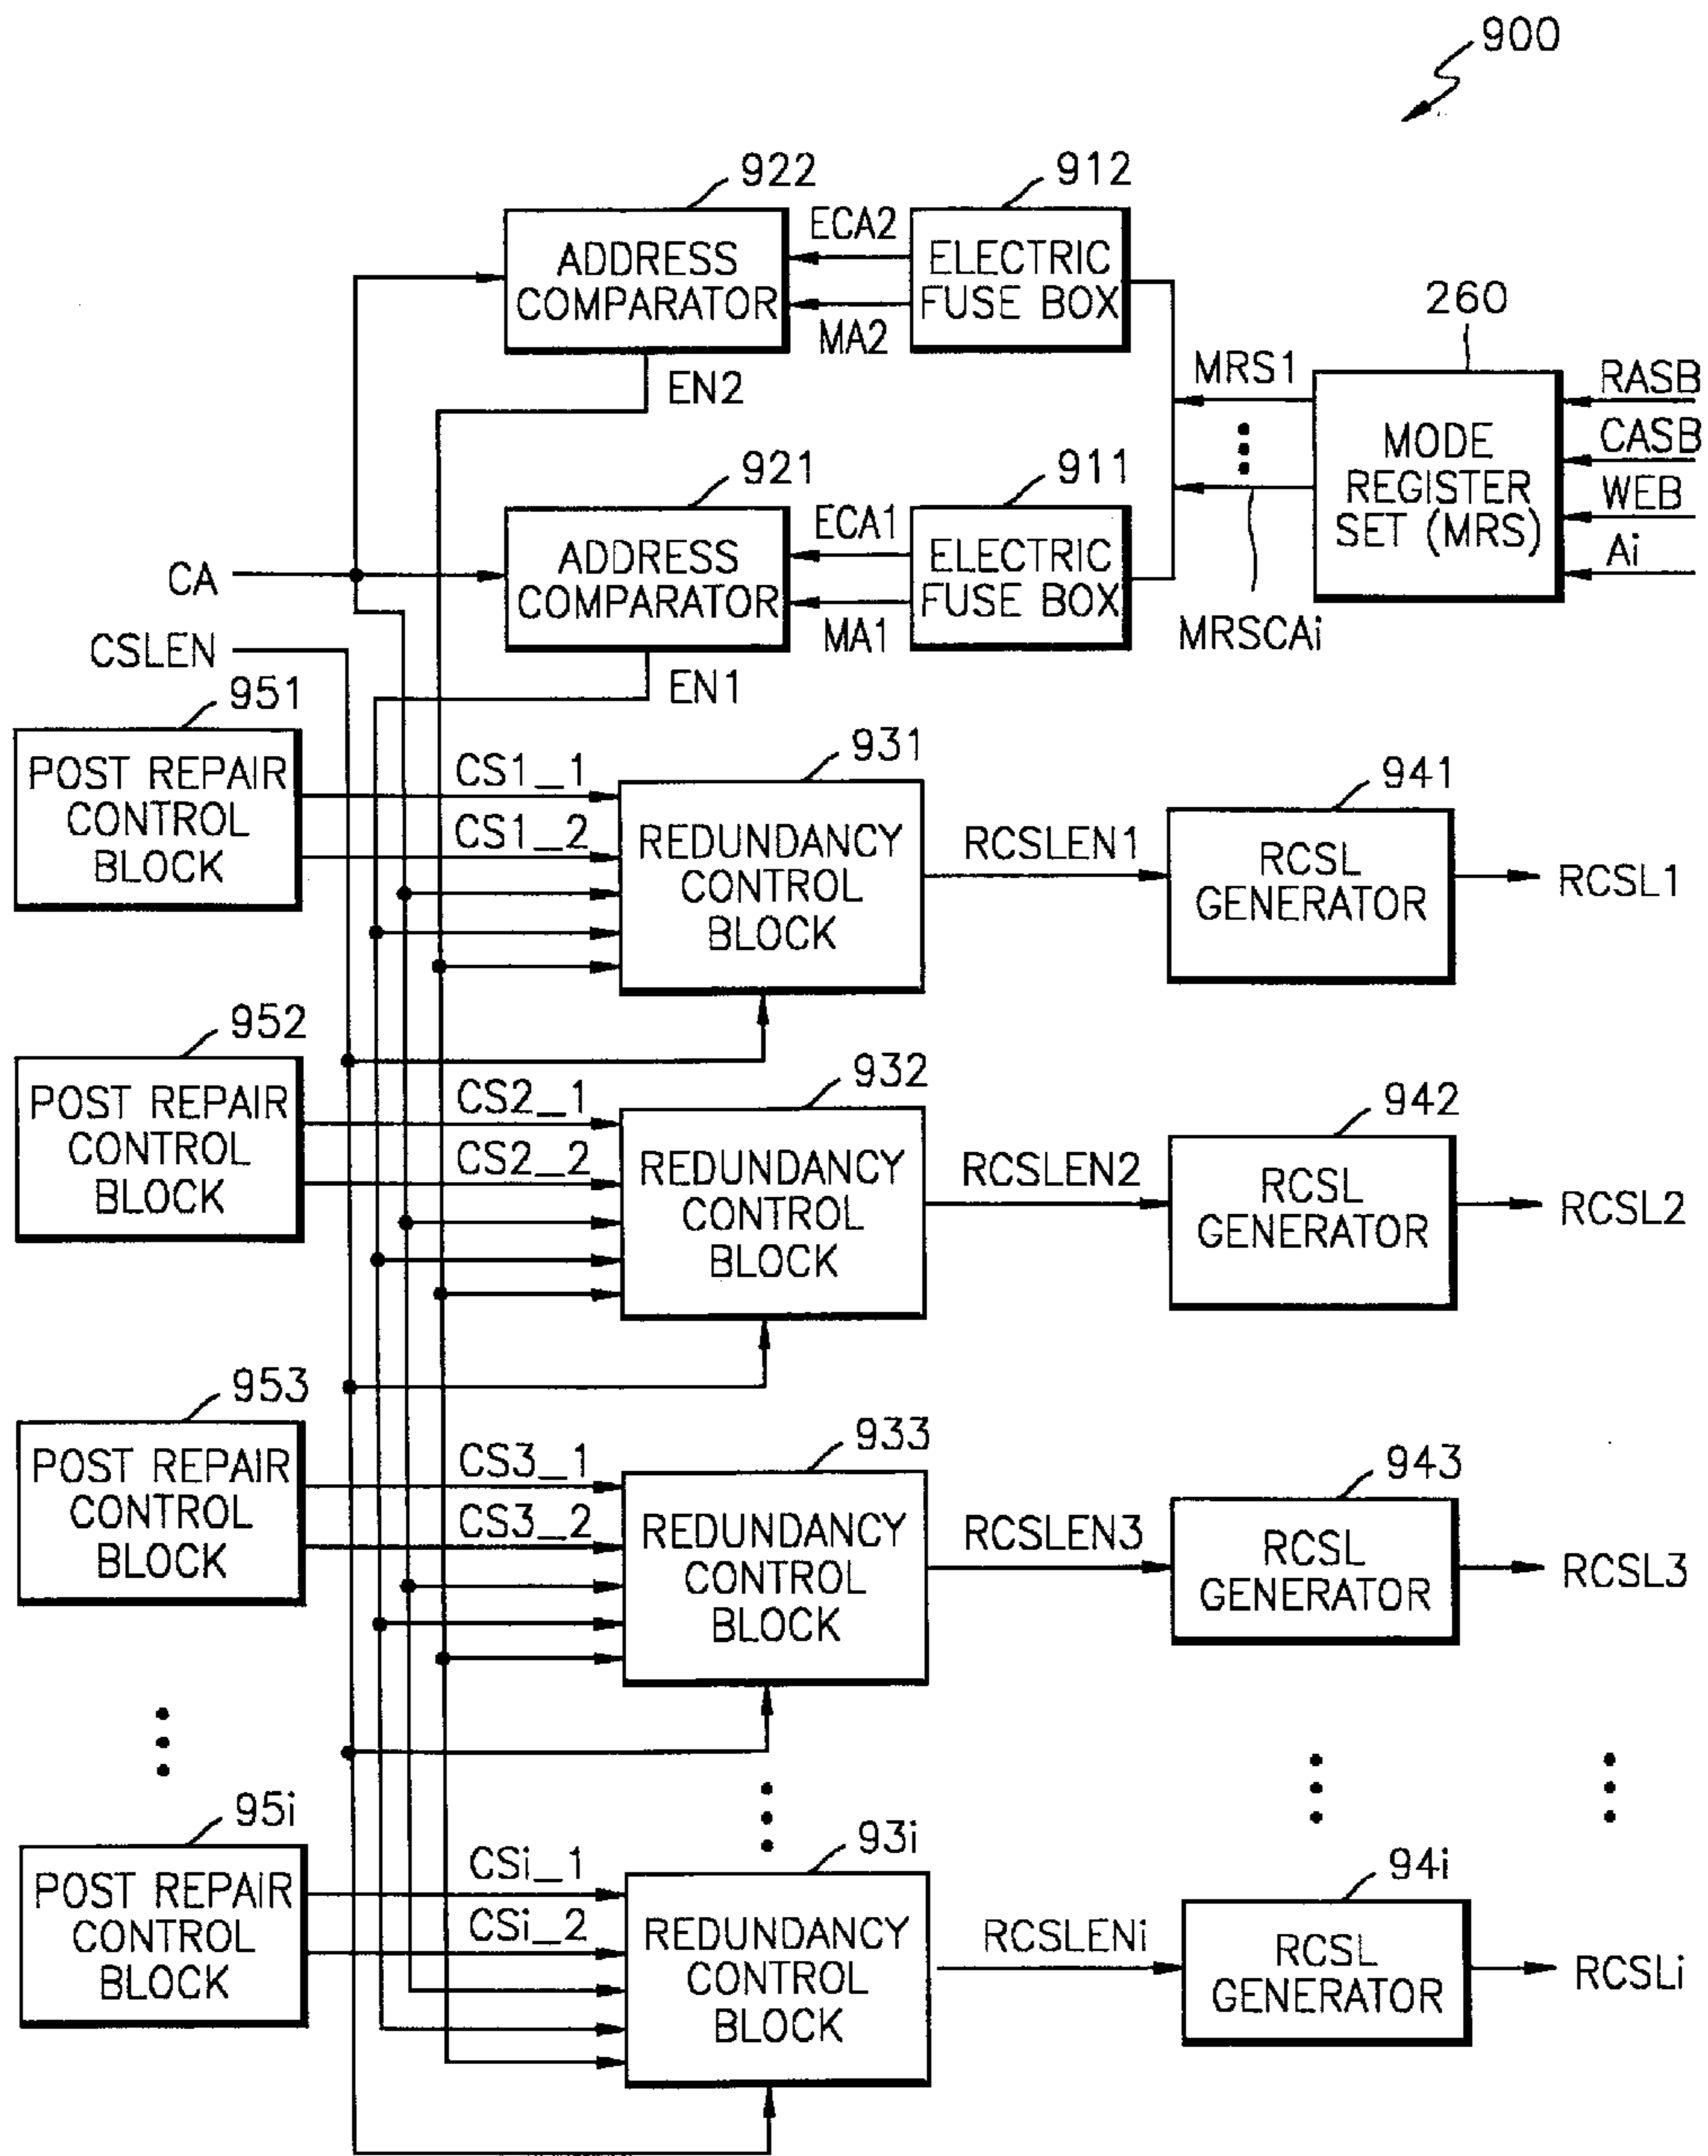 900
922
912
ADDRESS
COMPARATOR
ECA2
MA2
ELECTRIC
FUSE BOX
260
EN2
MRS1
RASB
CASB
WEB
Ai
MODE
REGISTER
SET (MRS)
921
911
ADDRESS
COMPARATOR
ECA1
MA1
ELECTRIC
FUSE BOX
MRSCAi
CA
CSLEN
EN1
951
POST REPAIR
CONTROL
BLOCK
CS1_1
CS1_2
931
REDUNDANCY
CONTROL
BLOCK
RCSLEN1
941
RCSL
GENERATOR
RCSL1
952
POST REPAIR
CONTROL
BLOCK
CS2_1
CS2_2
932
REDUNDANCY
CONTROL
BLOCK
RCSLEN2
942
RCSL
GENERATOR
RCSL2
953
POST REPAIR
CONTROL
BLOCK
CS3_1
CS3_2
933
REDUNDANCY
CONTROL
BLOCK
RCSLEN3
943
RCSL
GENERATOR
RCSL3
95i
POST REPAIR
CONTROL
BLOCK
CSi_1
CSi_2
93i
REDUNDANCY
CONTROL
BLOCK
RCSLENi
94i
RCSL
GENERATOR
RCSLi